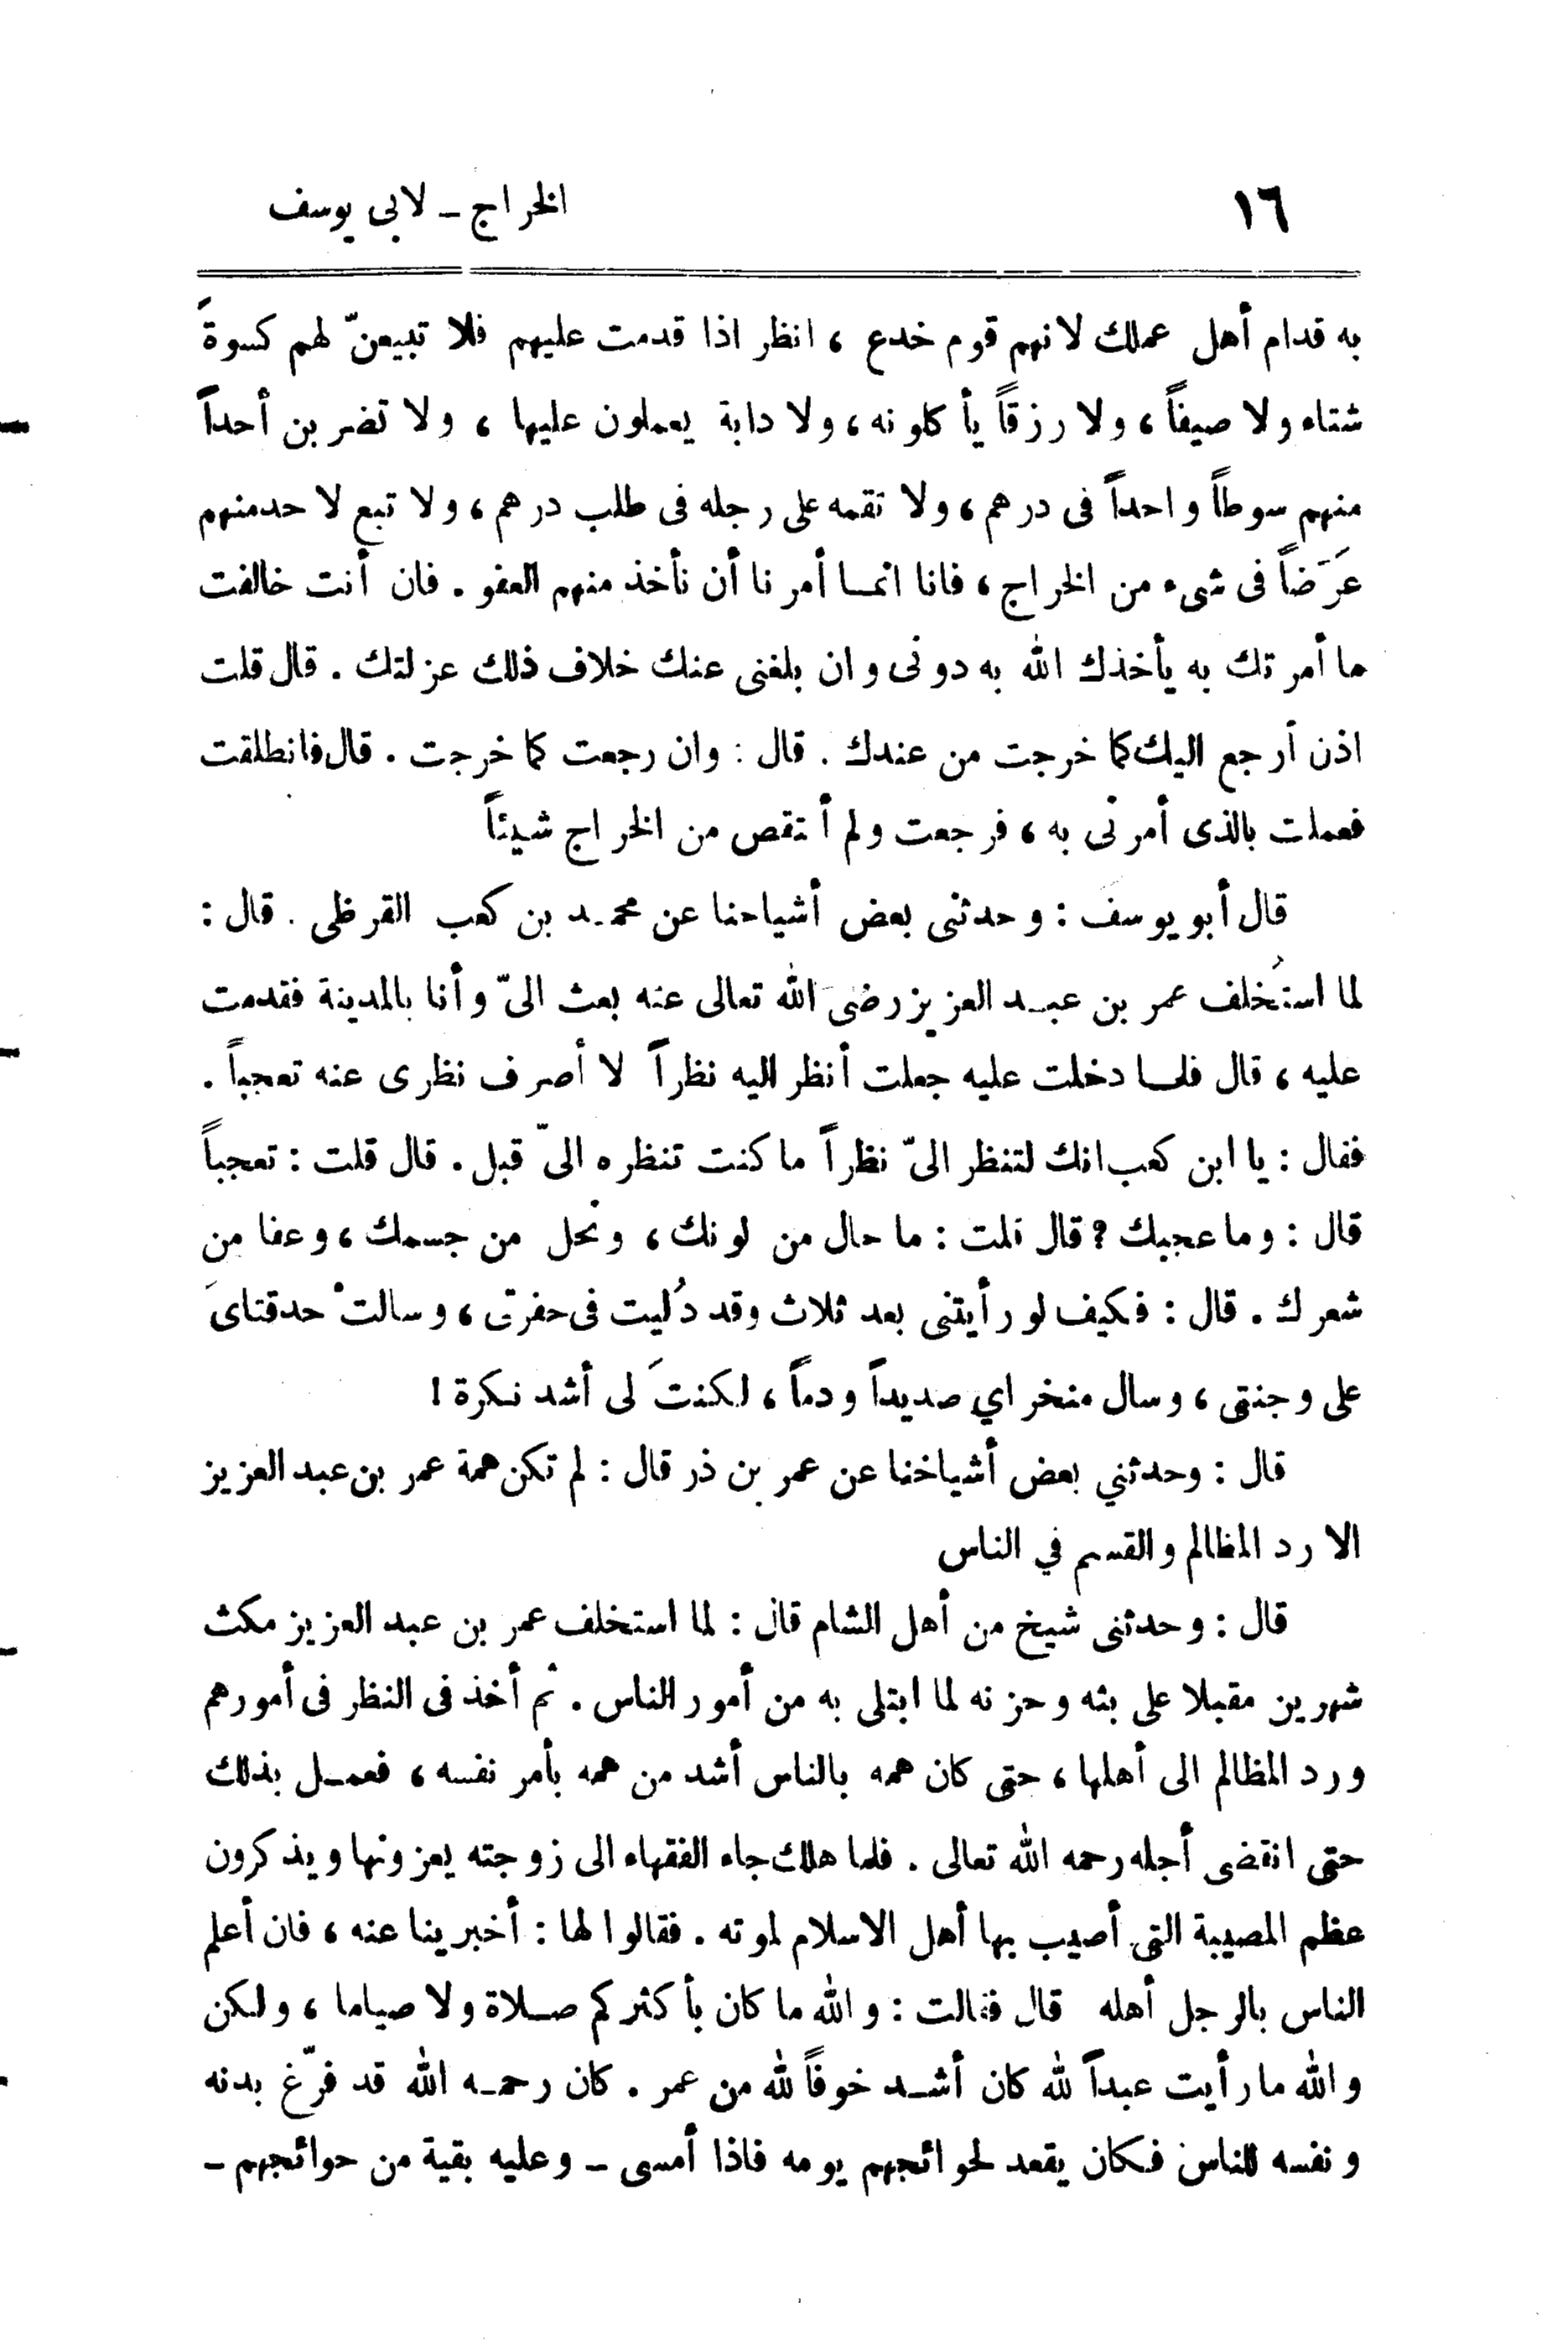 ١٦ الخراج ـ لابي يوسف
به قدام أهل عملك لانهم قوم خدع ، انظر اذا قدمت عليهم فلا تبيعنّ لهم كسوةَ
شتاء ولا صيفاً ، ولا رزقاً يأكلونه ، ولا دابة يعملون عليها ، ولا تضربن أحداً
منهم سوطاً واحداً فى درهم ، ولا تقمه على رجله فى طلب درهم ، ولا تبع لاحد منهم
عَرَضاً فى شىء من الخراج ، فانا انمـا أمرنا أن نأخذ منهم العفو . فان أنت خالفت
ما أمرتك به يأخذك الله به دونى وان بلغنى عنك خلاف ذلك عزلتك . قال قلت
اذن أرجع اليك كما خرجت من عندك . قال : وان رجعت كما خرجت . قال فانطلقت
فعملت بالذى أمرنى به ، فرجعت ولم أنتقص من الخراج شيئاً
قال أبو يوسف : وحدثنى بعض أشياخنا عن محمـد بن كعب القرظى . قال :
لما استُخلف عمر بن عبـد العزيز رضى الله تعالى عنه بعث الىّ وأنا بالمدينة فقدمت
عليه ، قال فلمـا دخلت عليه جعلت أنظر اليه نظراً لا أصرف نظرى عنه تعجباً .
فقال : يا ابن كعب انك لتنظر الىّ نظراً ما كنت تنظره الىّ قبل . قال قلت : تعجباً
قال : وما عجبك ؟ قال قلت : ما حال من لونك ، ونحل من جسمك ، وعفا من
شعرك . قال : فكيف لو رأيتنى بعد ثلاث وقد دُليت فى حفرتى ، وسالتْ حدقتاىَ
على وجنتى ، وسال منخراي صديداً ودماً ، لكنتَ لى أشد نكرة !
قال : وحدثني بعض أشياخنا عن عمر بن ذر قال : لم تكن همة عمر بن عبد العزيز
الا رد المظالم والقسم في الناس
قال : وحدثنى شيخ من أهل الشام قال : لما استخلف عمر بن عبد العزيز مكث
شهرين مقبلا على بثه وحزنه لما ابتلى به من أمور الناس . ثم أخذ فى النظر فى أمورهم
ورد المظالم الى أهلها ، حتى كان همه بالناس أشد من همه بأمر نفسه ، فعمـل بذلك
حتى انقضى أجله رحمه الله تعالى . فلما هلك جاء الفقهاء الى زوجته يعزونها ويذكرون
عظم المصيبة التى أصيب بها أهل الاسلام لموته . فقالوا لها : أخبرينا عنه ، فان أعلم
الناس بالرجل أهله قال فقالت : والله ما كان بأكثركم صـلاة ولا صياما ، ولكن
والله ما رأيت عبداً لله كان أشـد خوفاً لله من عمر . كان رحمـه الله قد فرّغ بدنه
ونفسه للناس فكان يقعد لحوائجهم يومه فاذا أمسى ـ وعليه بقية من حوائجهم ـ